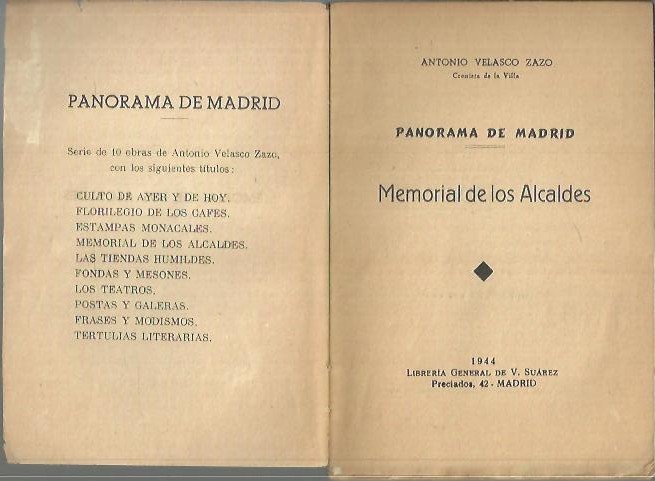 PANORAMA DE MADRID
Serie de 10 obras de Antonio Velasco Zazo,
con los siguientes títulos:
CULTO DE AYER Y DE HOY.
FLORILEGIO DE LOS CAFES.
ESTAMPAS MONACALES.
MEMORIAL DE LOS ALCALDES.
LAS TIENDAS HUMILDES.
FONDAS Y MESONES.
LOS TEATROS.
POSTAS Y GALERAS.
FRASES Y MODISMOS.
TERTULIAS LITERARIAS.
ANTONIO VELASCO ZAZO
Cronista de la Villa
PANORAMA DE MADRID
Memorial de los Alcaldes
1944
LIBRERÍA GENERAL DE V. SUÁREZ
Preciados, 42 - MADRID